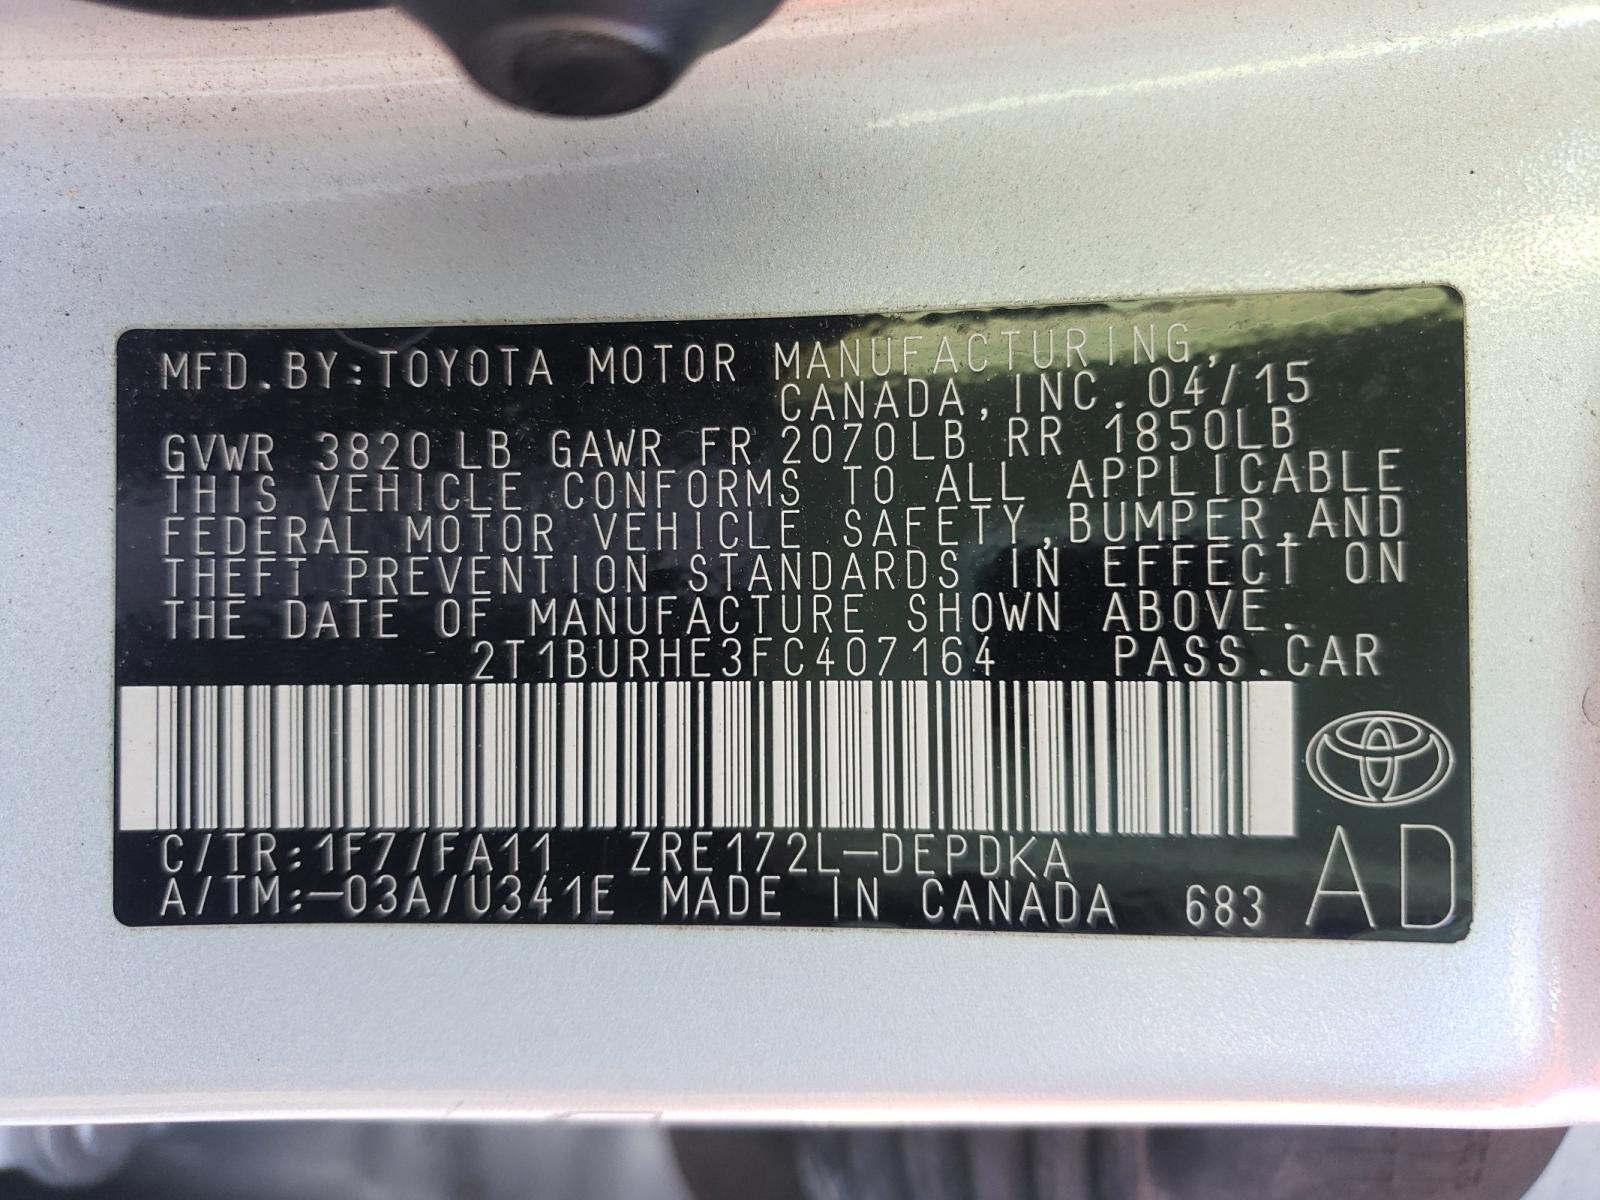 MFD.BY:TOYOTA MOTOR MANUFACTURING,
CANADA,INC.04/15
GVWR 3820LB GAWR FR 2070LB RR 1850LB
THIS VEHICLE CONFORMS TO ALL APPLICABLE
FEDERAL MOTOR VEHICLE SAFETY,BUMPER,AND
THEFT PREVENTION STANDARDS IN EFFECT ON
THE DATE OF MANUFACTURE SHOWN ABOVE.
2T1BURHE3FC407164 PASS.CAR
C/TR:1F7/FA11 ZRE172L-DEPDKA
A/TM:-03A/U341E MADE IN CANADA 683 AD